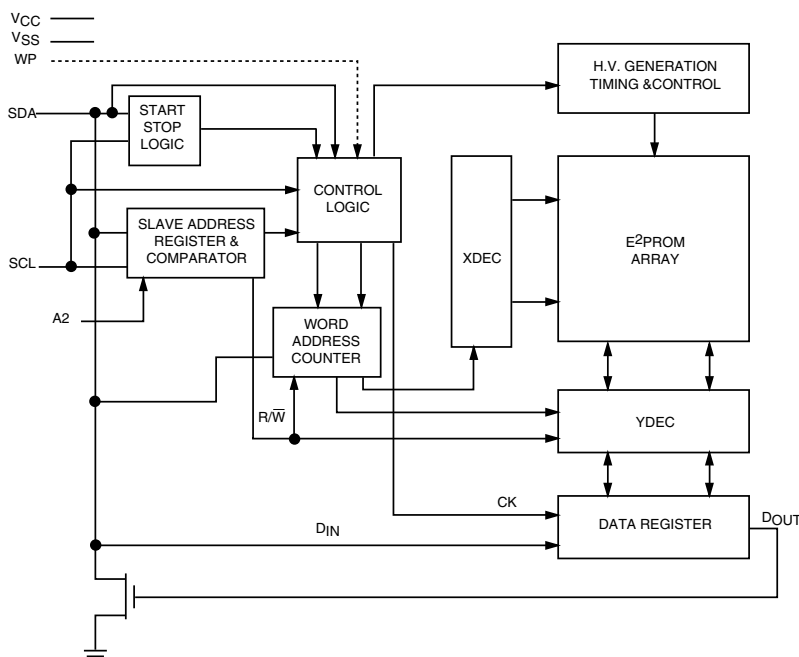 VCC
VSS
WP
H.V. GENERATION
TIMING &CONTROL
SDA
START
STOP
LOGIC
CONTROL
LOGIC
SLAVE ADDRESS
REGISTER &
COMPARATOR
SCL
XDEC
E²PROM
ARRAY
A2
WORD
ADDRESS
COUNTER
R/W̅
YDEC
CK
DATA REGISTER
DOUT
DIN